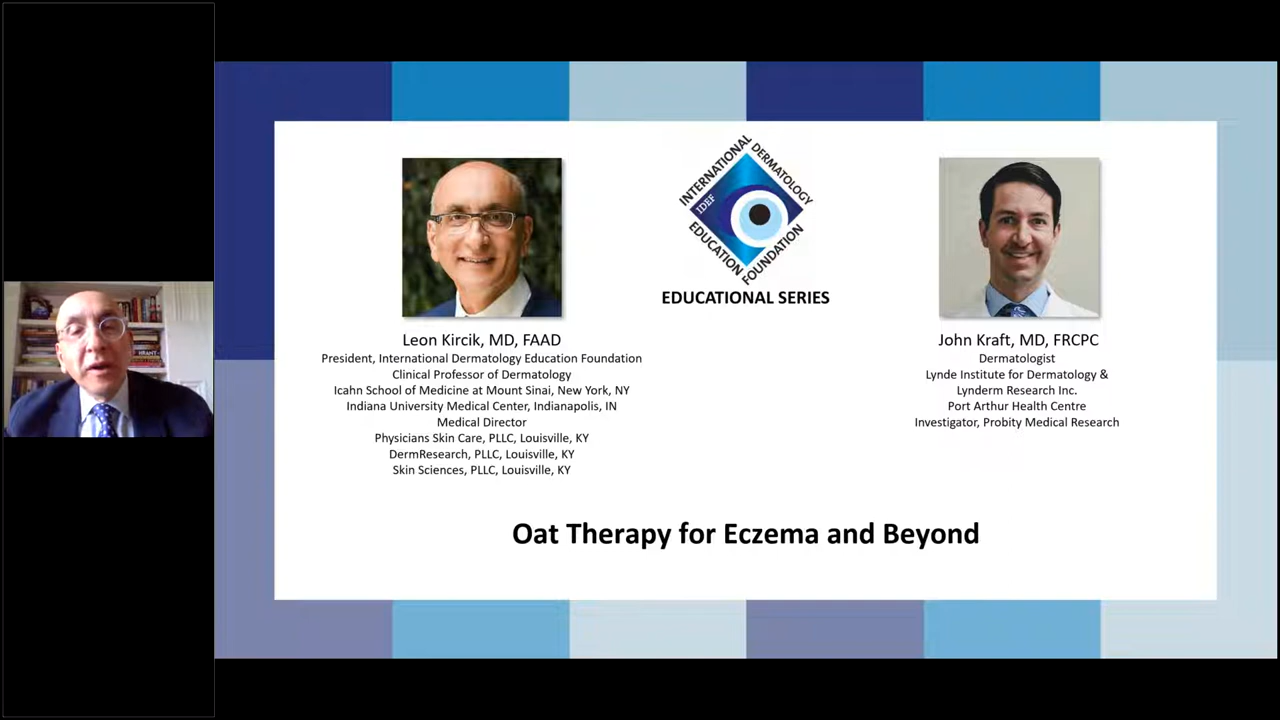 INTERNATIONAL
DERMATOLOGY
IDEF
EDUCATION
FOUNDATION
EDUCATIONAL SERIES
Leon Kircik, MD, FAAD
President, International Dermatology Education Foundation
Clinical Professor of Dermatology
Icahn School of Medicine at Mount Sinai, New York, NY
Indiana University Medical Center, Indianapolis, IN
Medical Director
Physicians Skin Care, PLLC, Louisville, KY
DermResearch, PLLC, Louisville, KY
Skin Sciences, PLLC, Louisville, KY
John Kraft, MD, FRCPC
Dermatologist
Lynde Institute for Dermatology &
Lynderm Research Inc.
Port Arthur Health Centre
Investigator, Probity Medical Research
Oat Therapy for Eczema and Beyond
GRANT